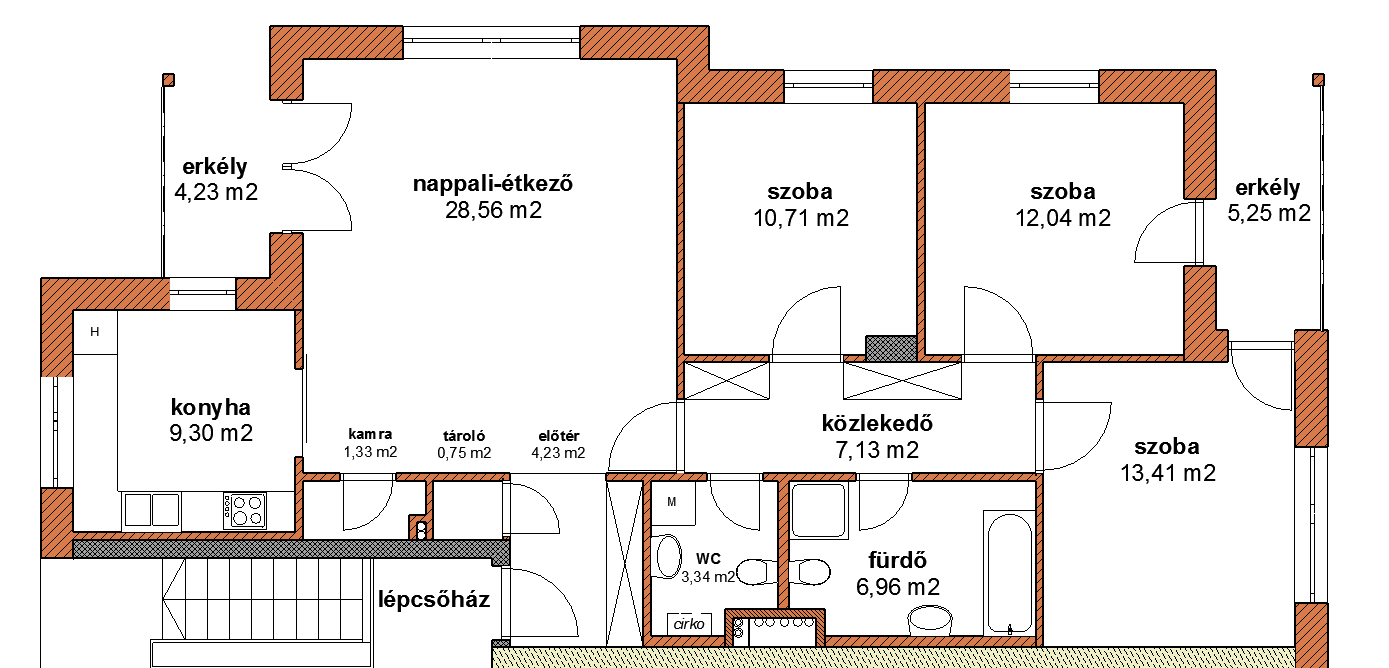 erkély
4,23 m2
nappali-étkező
28,56 m2
szoba
10,71 m2
szoba
12,04 m2
erkély
5,25 m2
H
konyha
9,30 m2
kamra
1,33 m2
tároló
0,75 m2
előtér
4,23 m2
közlekedő
7,13 m2
szoba
13,41 m2
M
WC
3,34 m2
cirko
fürdő
6,96 m2
lépcsőház